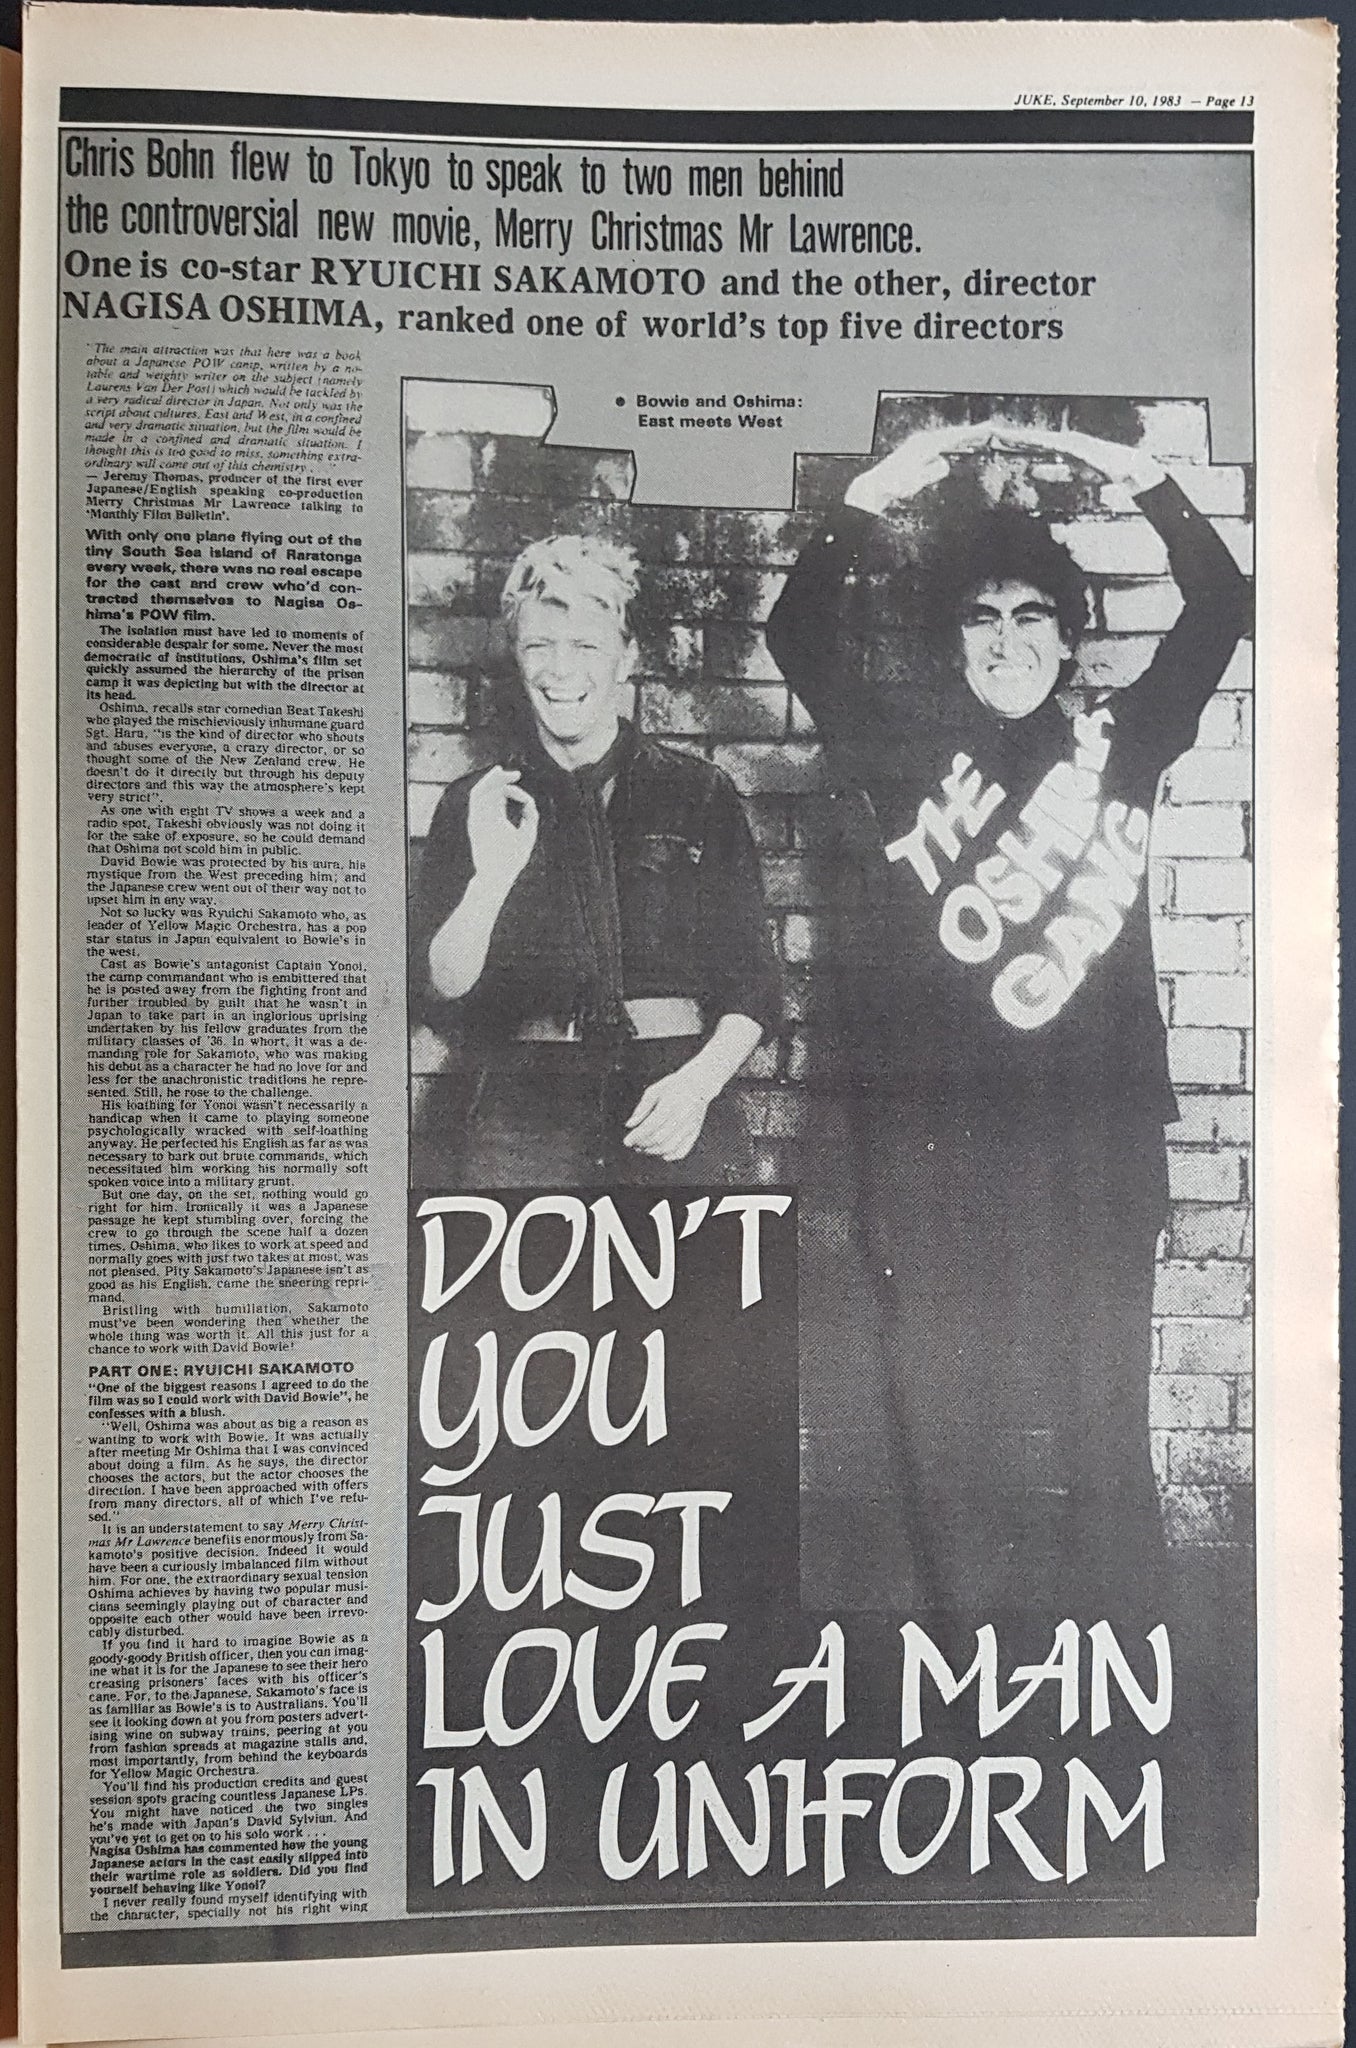 JUKE, September 10, 1983 — Page 13
Chris Bohn flew to Tokyo to speak to two men behind
the controversial new movie, Merry Christmas Mr Lawrence.
One is co-star RYUICHI SAKAMOTO and the other, director
NAGISA OSHIMA, ranked one of world's top five directors
"The main attraction was that here was a book
about a Japanese POW camp, written by a no-
table and weighty writer on the subject (namely
Laurens Van Der Post) which would be tackled by
a very radical director in Japan. Not only was the
script about cultures, East and West, in a confined
and very dramatic situation, but the film would be
made in a confined and dramatic situation. I
thought this is too good to miss, something extra-
ordinary will come out of this chemistry . . ."
— Jeremy Thomas, producer of the first ever
Japanese/English speaking co-production
Merry Christmas Mr Lawrence talking to
'Monthly Film Bulletin'.
With only one plane flying out of the
tiny South Sea island of Raratonga
every week, there was no real escape
for the cast and crew who'd con-
tracted themselves to Nagisa Os-
hima's POW film.
The isolation must have led to moments of
considerable despair for some. Never the most
democratic of institutions, Oshima's film set
quickly assumed the hierarchy of the prison
camp it was depicting but with the director at
its head.
Oshima, recalls star comedian Beat Takeshi
who played the mischieviously inhumane guard
Sgt. Hara, "is the kind of director who shouts
and abuses everyone, a crazy director, or so
thought some of the New Zealand crew. He
doesn't do it directly but through his deputy
directors and this way the atmosphere's kept
very strict".
As one with eight TV shows a week and a
radio spot, Takeshi obviously was not doing it
for the sake of exposure, so he could demand
that Oshima not scold him in public.
David Bowie was protected by his aura, his
mystique from the West preceding him; and
the Japanese crew went out of their way not to
upset him in any way.
Not so lucky was Ryuichi Sakamoto who, as
leader of Yellow Magic Orchestra, has a pop
star status in Japan equivalent to Bowie's in
the west.
Cast as Bowie's antagonist Captain Yonoi,
the camp commandant who is embittered that
he is posted away from the fighting front and
further troubled by guilt that he wasn't in
Japan to take part in an inglorious uprising
undertaken by his fellow graduates from the
military classes of '36. In whort, it was a de-
manding role for Sakamoto, who was making
his debut as a character he had no love for and
less for the anachronistic traditions he repre-
sented. Still, he rose to the challenge.
His loathing for Yonoi wasn't necessarily a
handicap when it came to playing someone
psychologically wracked with self-loathing
anyway. He perfected his English as far as was
necessary to bark out brute commands, which
necessitated him working his normally soft
spoken voice into a military grunt.
But one day, on the set, nothing would go
right for him. Ironically it was a Japanese
passage he kept stumbling over, forcing the
crew to go through the scene half a dozen
times. Oshima, who likes to work at speed and
normally goes with just two takes at most, was
not pleased. Pity Sakamoto's Japanese isn't as
good as his English, came the sneering repri-
mand.
Bristling with humiliation, Sakamoto
must've been wondering then whether the
whole thing was worth it. All this just for a
chance to work with David Bowie!
PART ONE: RYUICHI SAKAMOTO
"One of the biggest reasons I agreed to do the
film was so I could work with David Bowie", he
confesses with a blush.
"Well, Oshima was about as big a reason as
wanting to work with Bowie. It was actually
after meeting Mr Oshima that I was convinced
about doing a film. As he says, the director
chooses the actors, but the actor chooses the
direction. I have been approached with offers
from many directors, all of which I've refu-
sed."
It is an understatement to say Merry Christ-
mas Mr Lawrence benefits enormously from Sa-
kamoto's positive decision. Indeed it would
have been a curiously imbalanced film without
him. For one, the extraordinary sexual tension
Oshima achieves by having two popular musi-
cians seemingly playing out of character and
opposite each other would have been irrevo-
cably disturbed.
If you find it hard to imagine Bowie as a
goody-goody British officer, then you can imag-
ine what it is for the Japanese to see their hero
creasing prisoners' faces with his officer's
cane. For, to the Japanese, Sakamoto's face is
as familiar as Bowie's is to Australians. You'll
see it looking down at you from posters advert-
ising wine on subway trains, peering at you
from fashion spreads at magazine stalls and,
most importantly, from behind the keyboards
for Yellow Magic Orchestra.
You'll find his production credits and guest
session spots gracing countless Japanese LPs.
You might have noticed the two singles
he's made with Japan's David Sylvian. And
you've yet to get on to his solo work . . .
Nagisa Oshima has commented how the young
Japanese actors in the cast easily slipped into
their wartime role as soldiers. Did you find
yourself behaving like Yonoi?
I never really found myself identifying with
the character, specially not his right wing
● Bowie and Oshima:
East meets West
THE
OSHIMA
GANG
DON'T
YOU
JUST
LOVE A MAN
IN UNIFORM